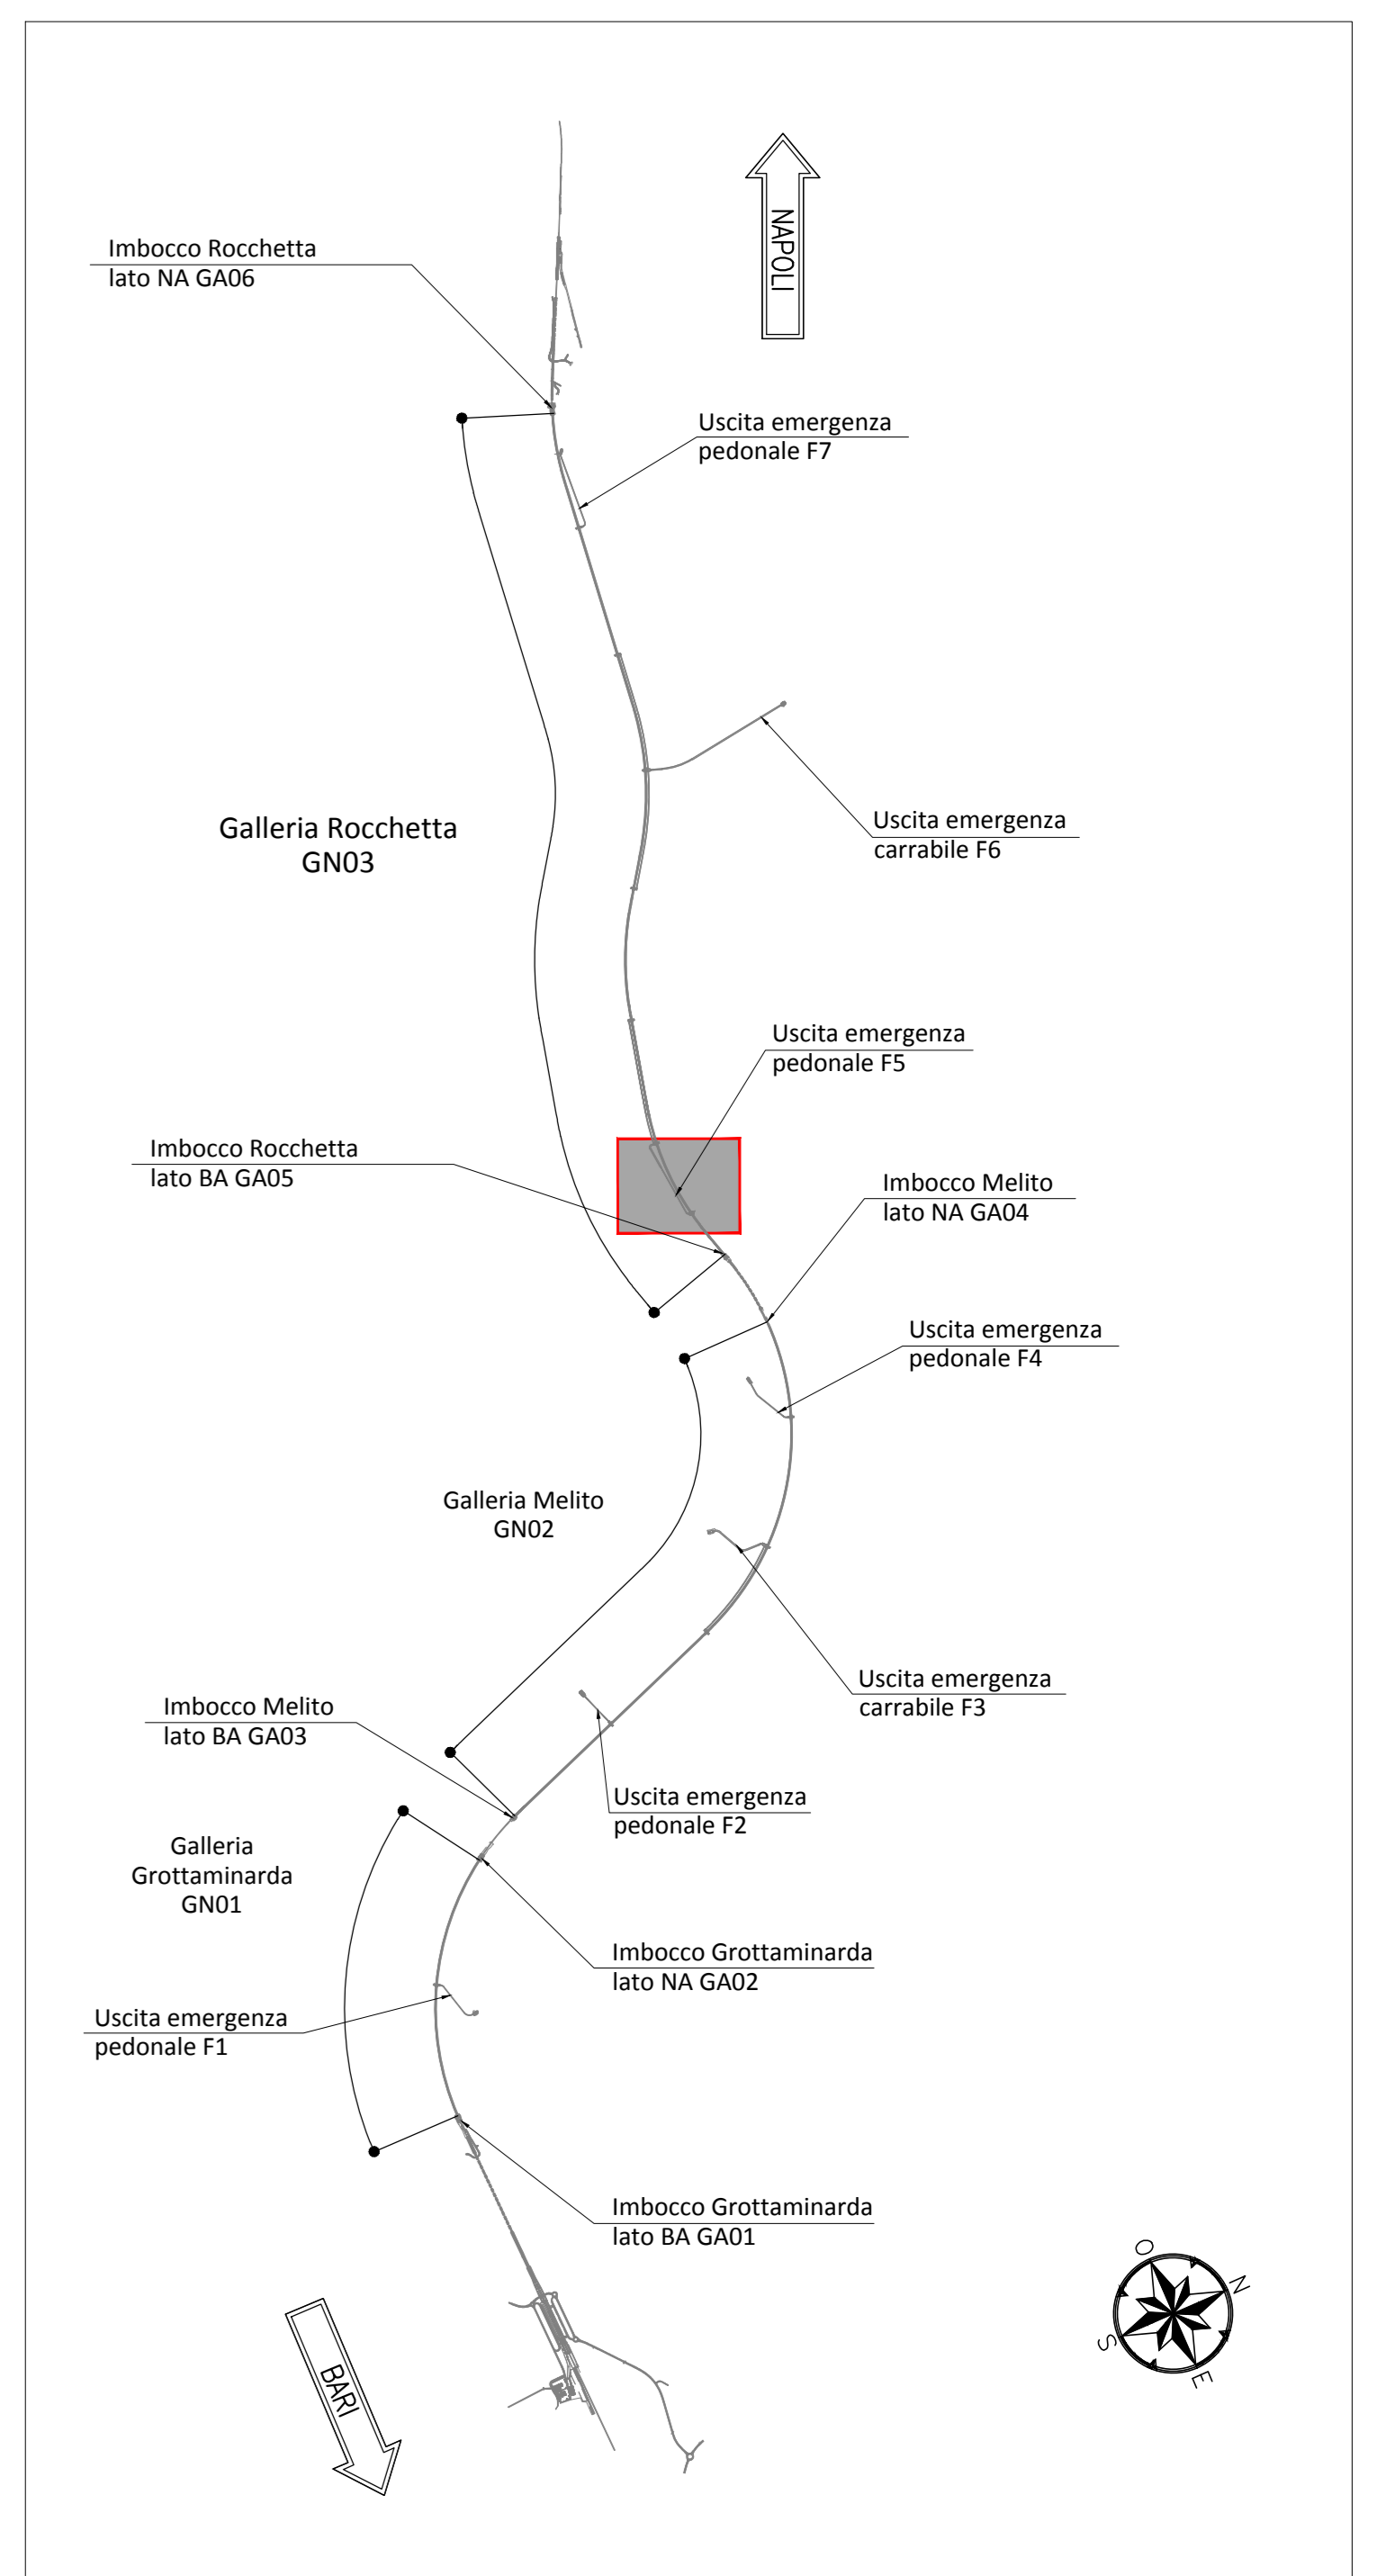 NAPOLI
Imbocco Rocchetta
lato NA GA06
Uscita emergenza
pedonale F7
Uscita emergenza
carrabile F6
Galleria Rocchetta
GN03
Uscita emergenza
pedonale F5
Imbocco Rocchetta
lato BA GA05
Imbocco Melito
lato NA GA04
Uscita emergenza
pedonale F4
Galleria Melito
GN02
Uscita emergenza
carrabile F3
Imbocco Melito
lato BA GA03
Uscita emergenza
pedonale F2
Galleria
Grottaminarda
GN01
Imbocco Grottaminarda
lato NA GA02
Uscita emergenza
pedonale F1
Imbocco Grottaminarda
lato BA GA01
BARI
O
N
S
E